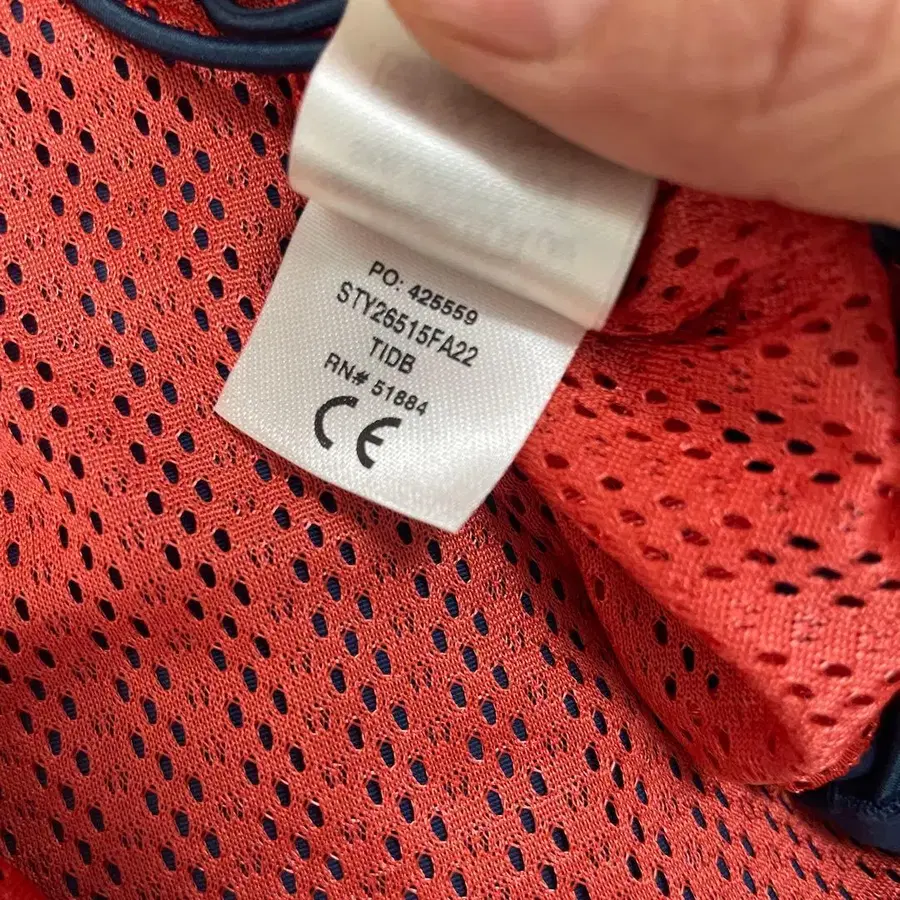 PO: 425559
STY26515FA22
TIDB
RN# 51884
CE